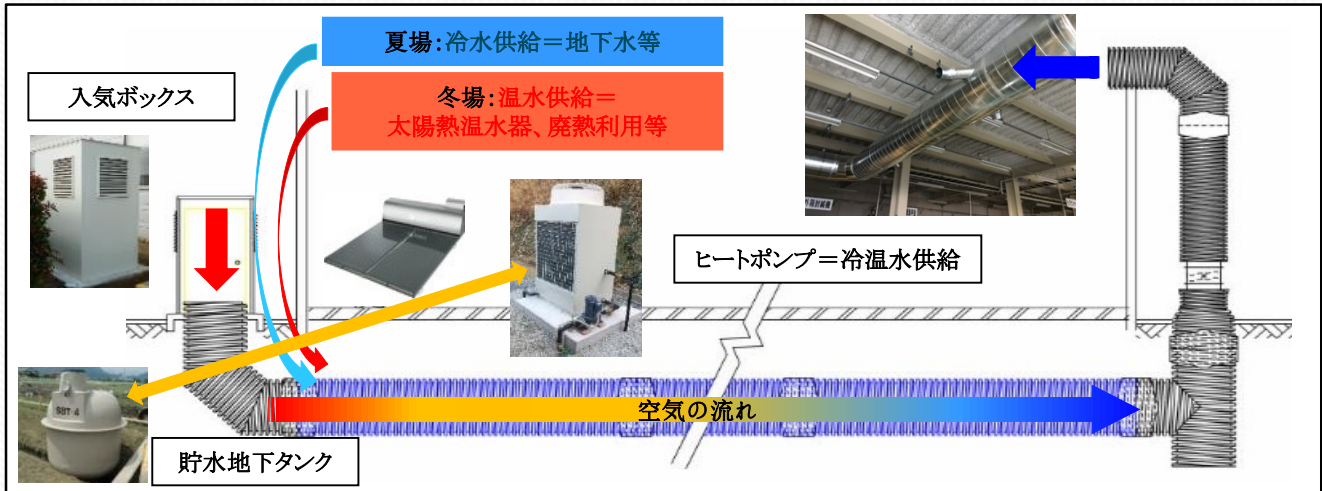 夏場:冷水供給=地下水等
入気ボックス
冬場:温水供給=
太陽熱温水器、廃熱利用等
ヒートポンプ=冷温水供給
SBT-4
空気の流れ
貯水地下タンク